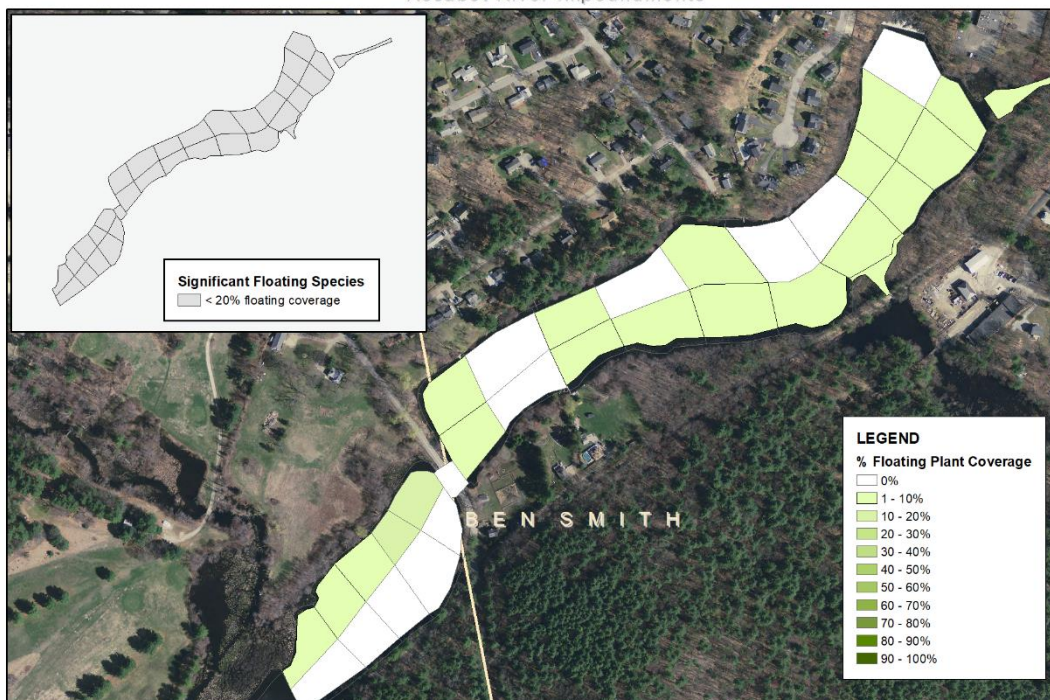 Significant Floating Species
< 20% floating coverage
BEN SMITH
LEGEND
% Floating Plant Coverage
0%
1 - 10%
10 - 20%
20 - 30%
30 - 40%
40 - 50%
50 - 60%
60 - 70%
70 - 80%
80 - 90%
90 - 100%